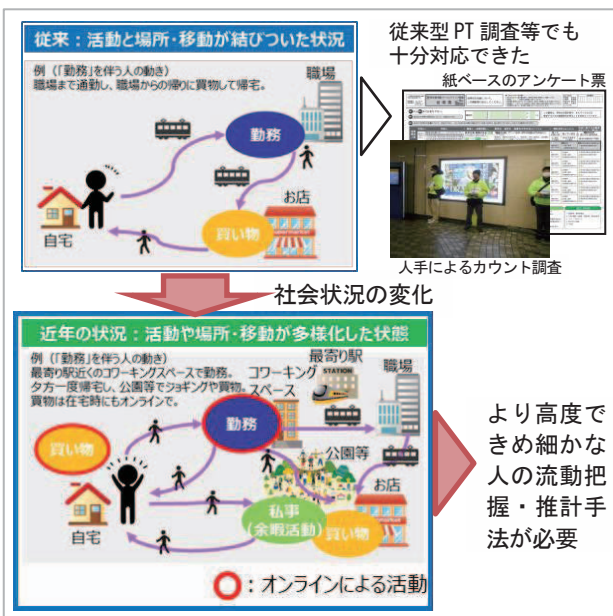 従来：活動と場所・移動が結びついた状況
例（「勤務」を伴う人の動き）
職場まで通勤し、職場からの帰りに買物して帰宅。
職場
勤務
お店
買い物
自宅
従来型 PT 調査等でも
十分対応できた
紙ベースのアンケート票
人手によるカウント調査
社会状況の変化
近年の状況：活動や場所・移動が多様化した状態
例（「勤務」を伴う人の動き）
最寄り駅近くのコワーキングスペースで勤務。
夕方一度帰宅し、公園等でジョギングや買物。
買物は在宅時にもオンラインで。
最寄り駅
STATION
コワーキング
スペース
職場
勤務
買い物
公園等
お店
自宅
私事
（余暇活動）
買い物
：オンラインによる活動
より高度で
きめ細かな
人の流動把
握・推計手
法が必要